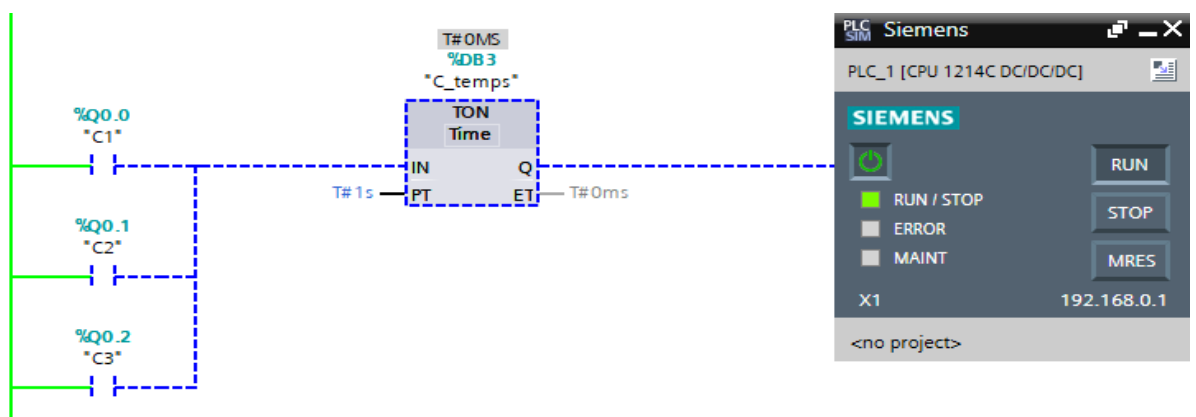 T#0MS
%DB3
"C_temps"
TON
Time
IN Q
T#1s PT ET T#0ms
%Q0.0
"C1"
%Q0.1
"C2"
%Q0.2
"C3"
PLC SIM Siemens
PLC_1 [CPU 1214C DC/DC/DC]
SIEMENS
RUN
RUN / STOP
STOP
ERROR
MAINT
MRES
X1 192.168.0.1
<no project>